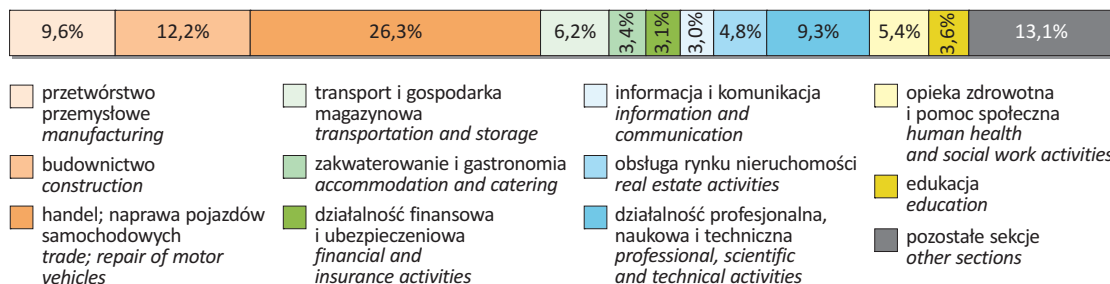 9,6%
12,2%
26,3%
6,2%
3,4%
3,1%
3,0%
4,8%
9,3%
5,4%
3,6%
13,1%
przetwórstwo
przemysłowe
manufacturing
budownictwo
construction
handel; naprawa pojazdów
samochodowych
trade; repair of motor
vehicles
transport i gospodarka
magazynowa
transportation and storage
zakwaterowanie i gastronomia
accommodation and catering
działalność finansowa
i ubezpieczeniowa
financial and
insurance activities
informacja i komunikacja
information and
communication
obsługa rynku nieruchomości
real estate activities
działalność profesjonalna,
naukowa i techniczna
professional, scientific
and technical activities
opieka zdrowotna
i pomoc społeczna
human health
and social work activities
edukacja
education
pozostałe sekcje
other sections